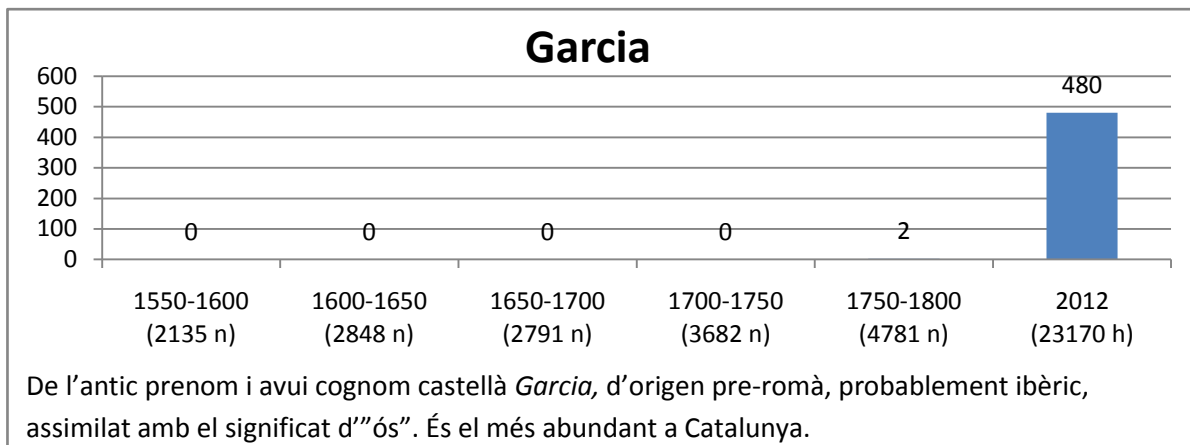 Garcia
600
500
400
300
200
100
0
0
0
0
0
2
480
1550-1600
(2135 n)
1600-1650
(2848 n)
1650-1700
(2791 n)
1700-1750
(3682 n)
1750-1800
(4781 n)
2012
(23170 h)
De l’antic prenom i avui cognom castellà Garcia, d’origen pre-romà, probablement ibèric,
assimilat amb el significat d’”ós”. És el més abundant a Catalunya.